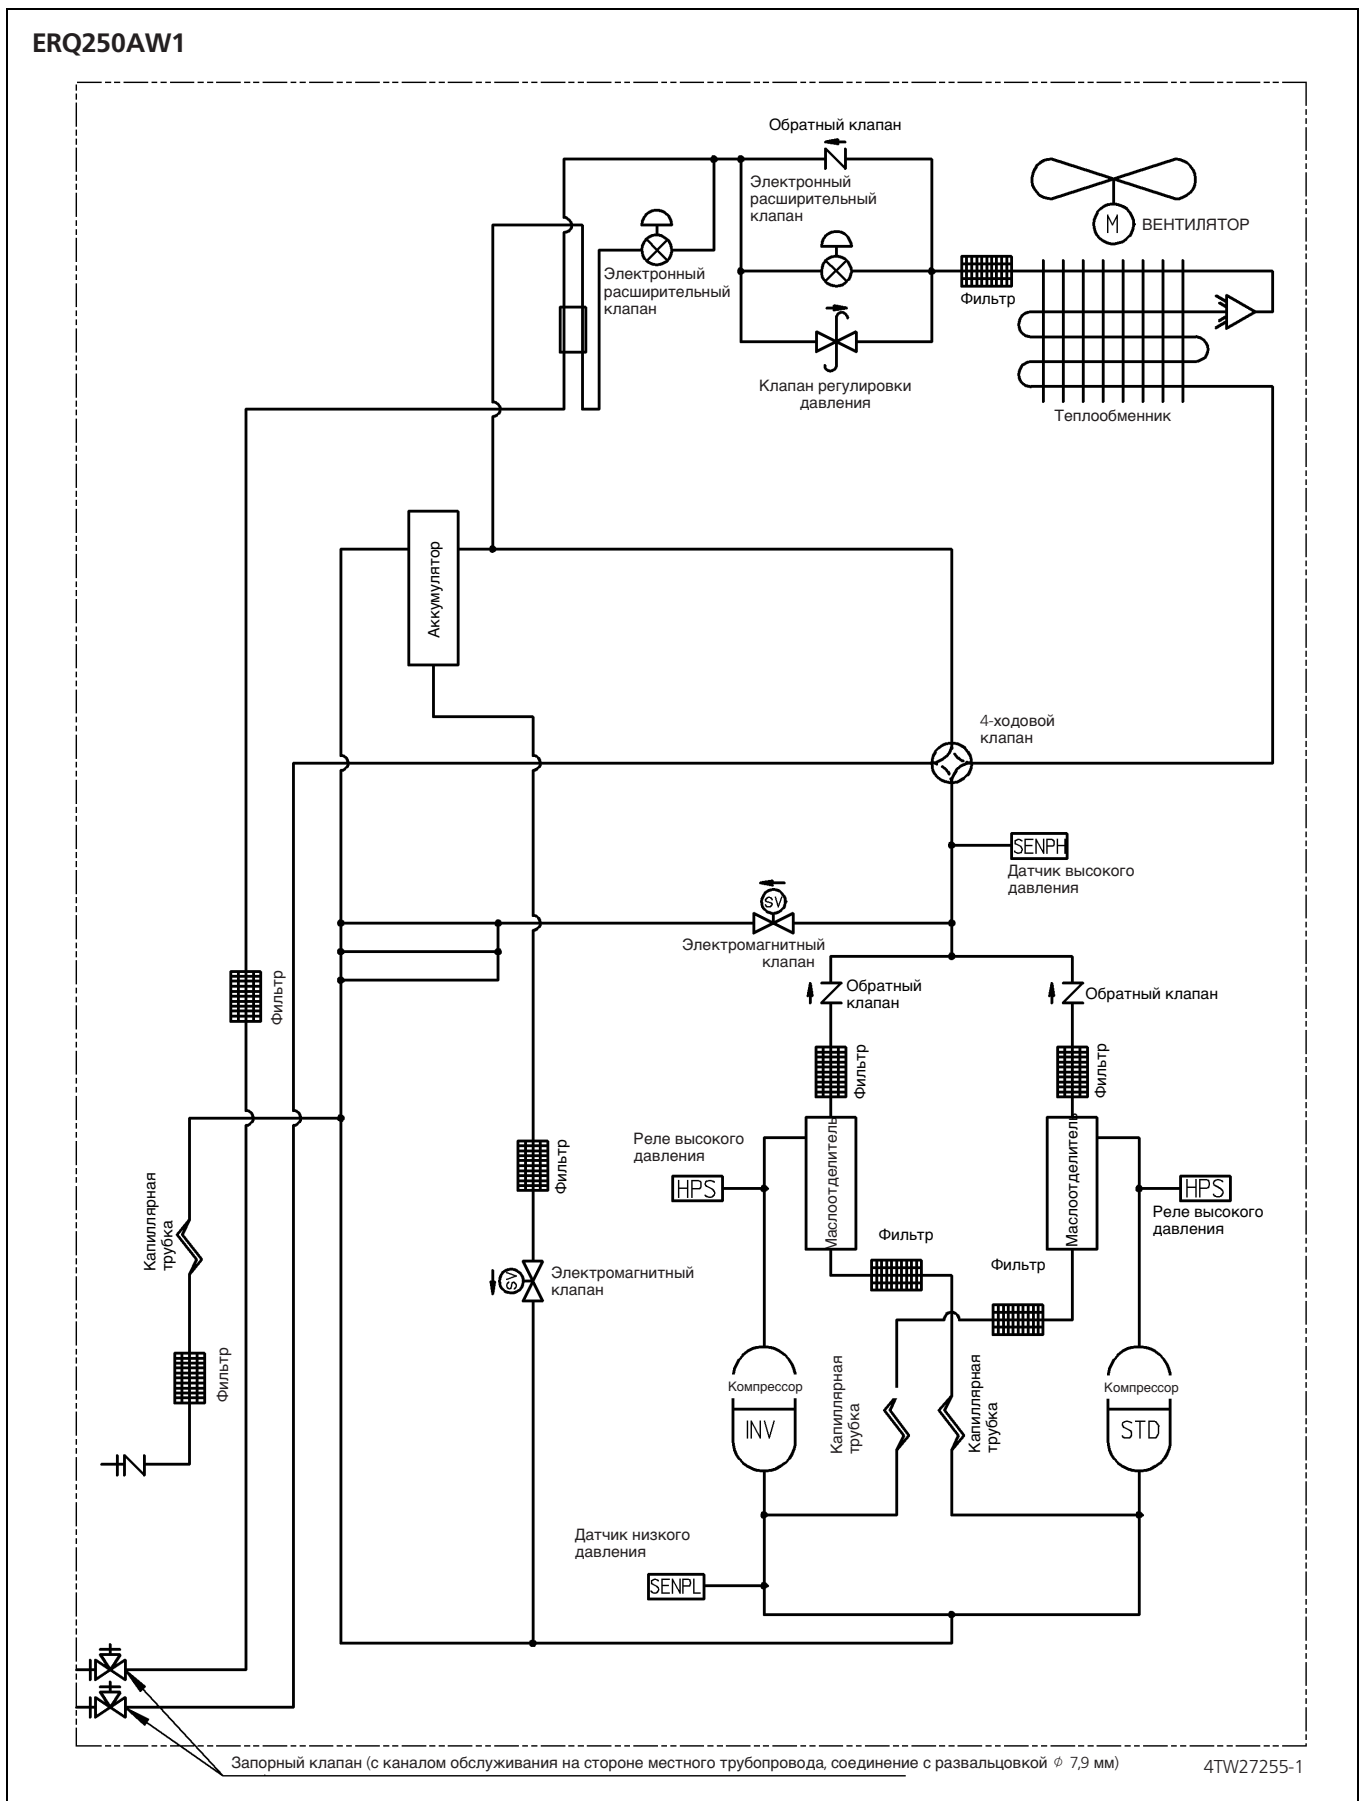 ERQ250AW1
Обратный клапан
Электронный
расширительный
клапан
M
ВЕНТИЛЯТОР
Электронный
расширительный
клапан
Фильтр
Клапан регулировки
давления
Теплообменник
Аккумулятор
4-ходовой
клапан
SENPH
Датчик высокого
давления
SV
Электромагнитный
клапан
Фильтр
Обратный
клапан
Обратный клапан
Фильтр
Фильтр
Реле высокого
давления
HPS
Маслоотделитель
Маслоотделитель
HPS
Реле высокого
давления
Фильтр
Капиллярная
трубка
Фильтр
Фильтр
SV
Электромагнитный
клапан
Фильтр
Компрессор
INV
Капиллярная
трубка
Капиллярная
трубка
Компрессор
STD
Датчик низкого
давления
SENPL
Запорный клапан (с каналом обслуживания на стороне местного трубопровода, соединение с развальцовкой ϕ 7,9 мм)
4TW27255-1